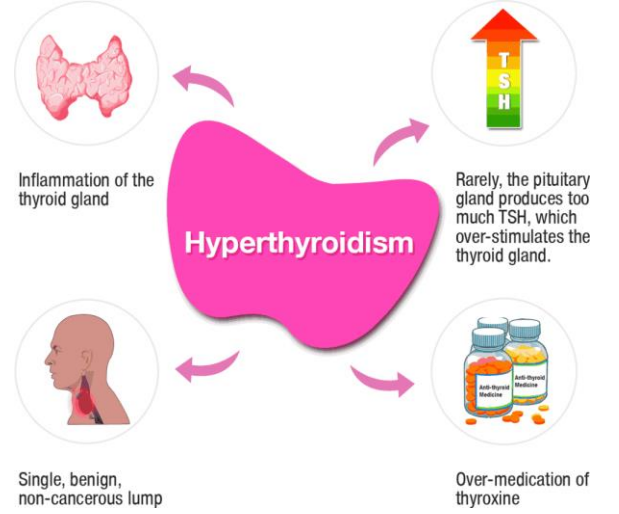 T
S
H
Inflammation of the
thyroid gland
Rarely, the pituitary
gland produces too
much TSH, which
over-stimulates the
thyroid gland.
Hyperthyroidism
Anti-thyroid
Medicine
Anti-thyroid
Medicine
Single, benign,
non-cancerous lump
Over-medication of
thyroxine